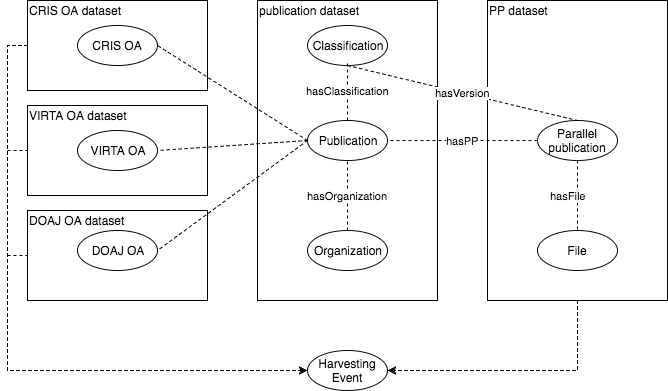 CRIS OA dataset
CRIS OA
VIRTA OA dataset
VIRTA OA
DOAJ OA dataset
DOAJ OA
publication dataset
Classification
hasClassification
Publication
hasOrganization
Organization
hasVersion
hasPP
PP dataset
Parallel
publication
hasFile
File
Harvesting
Event